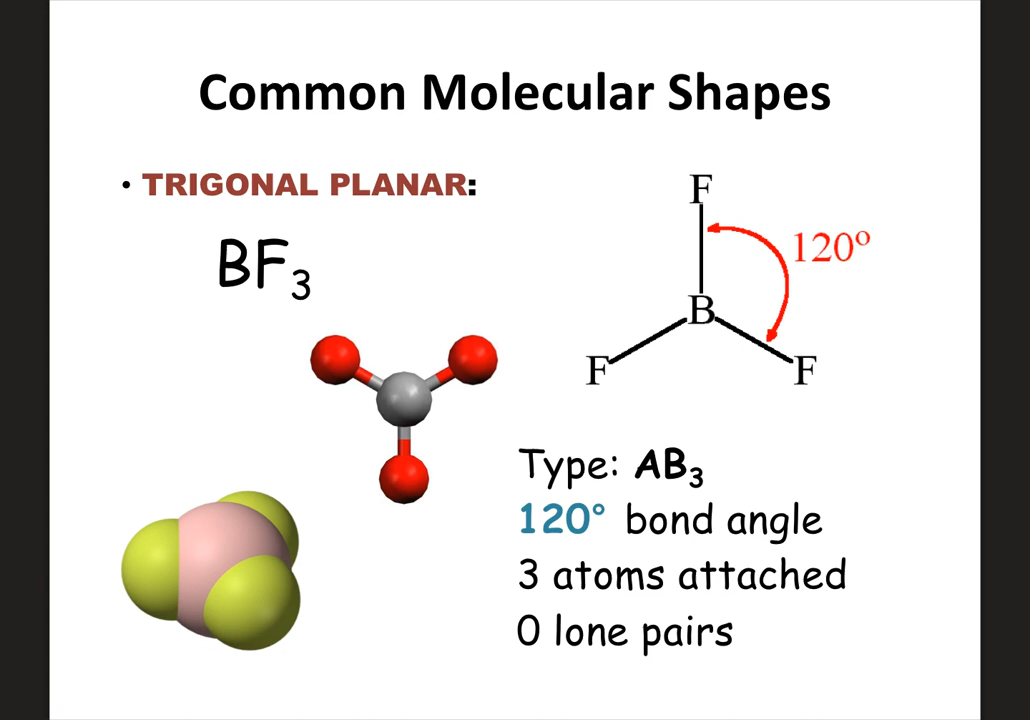 Common Molecular Shapes
• TRIGONAL PLANAR:
BF₃
F
120°
B
F F
Type: AB₃
120° bond angle
3 atoms attached
0 lone pairs